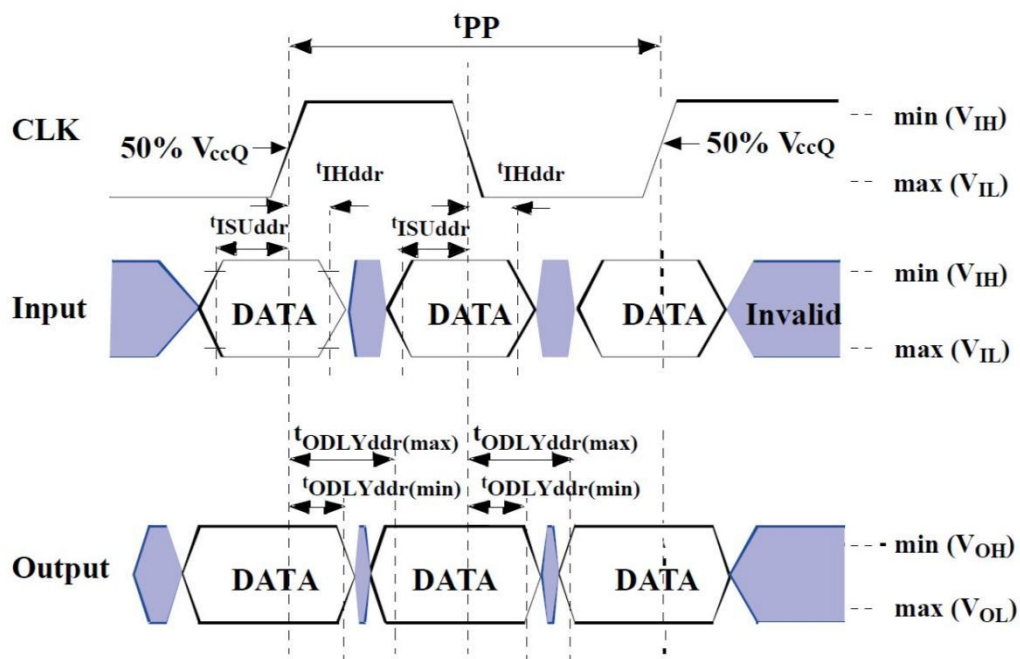 tPP
CLK
50% VccQ
50% VccQ
min (VIH)
max (VIL)
tIHddr
tIHddr
tISUddr
tISUddr
Input
DATA
DATA
DATA
Invalid
min (VIH)
max (VIL)
tODLYddr(max)
tODLYddr(max)
tODLYddr(min)
tODLYddr(min)
Output
DATA
DATA
DATA
min (VOH)
max (VOL)